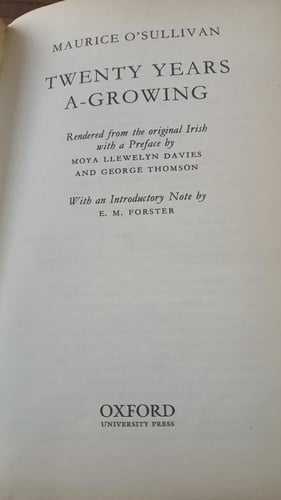 MAURICE O'SULLIVAN
TWENTY YEARS
A-GROWING
Rendered from the original Irish
with a Preface by
MOYA LLEWELYN DAVIES
AND GEORGE THOMSON
With an Introductory Note by
E. M. FORSTER
OXFORD
UNIVERSITY PRESS